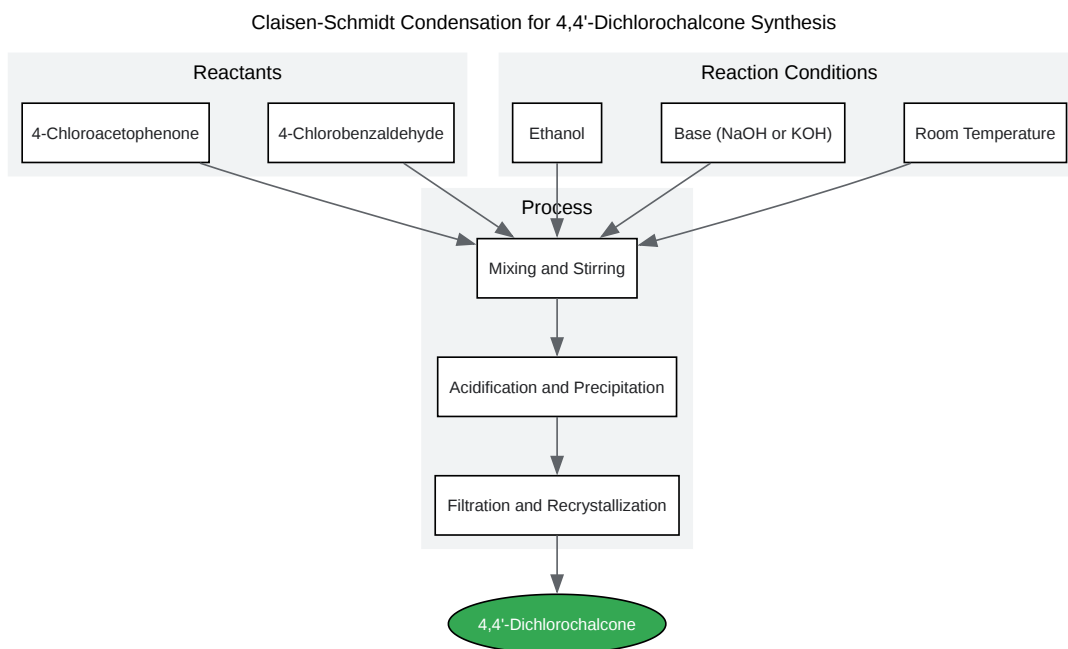 Claisen-Schmidt Condensation for 4,4'-Dichlorochalcone Synthesis
Reactants
Reaction Conditions
4-Chloroacetophenone
4-Chlorobenzaldehyde
Ethanol
Base (NaOH or KOH)
Room Temperature
Process
Mixing and Stirring
Acidification and Precipitation
Filtration and Recrystallization
4,4'-Dichlorochalcone